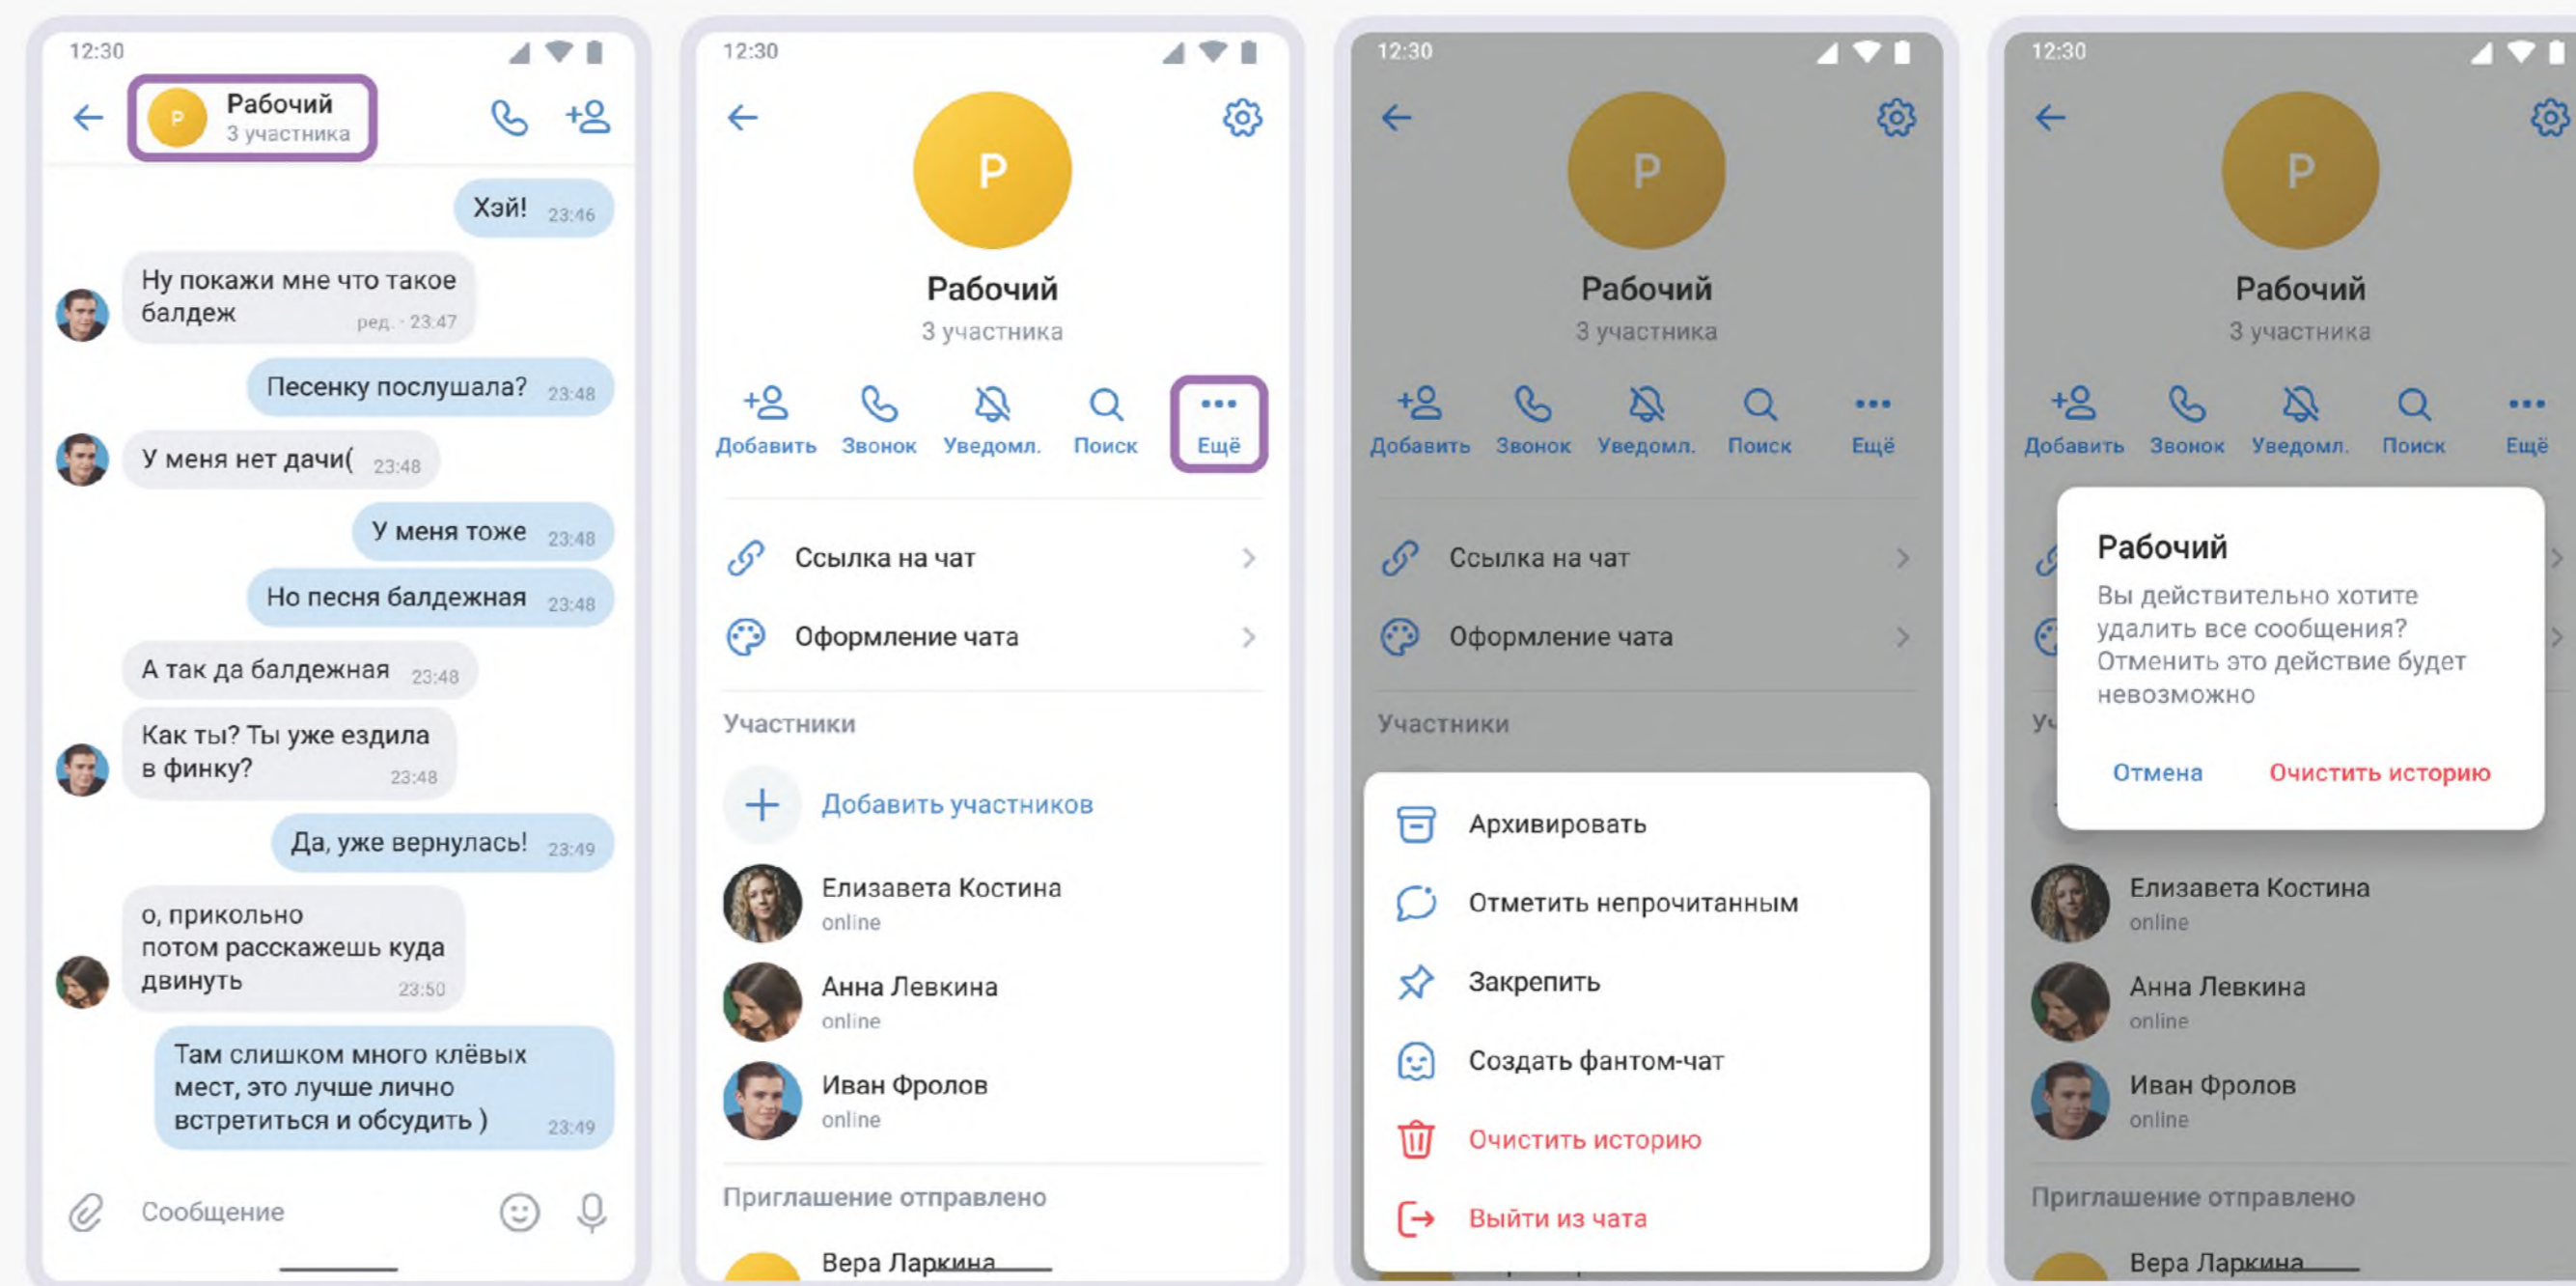 12:30
Р
Рабочий
3 участника
Хэй! 23:46
Ну покажи мне что такое
балдеж ред. · 23:47
Песенку послушала? 23:48
У меня нет дачи( 23:48
У меня тоже 23:48
Но песня балдежная 23:48
А так да балдежная 23:48
Как ты? Ты уже ездила
в финку? 23:48
Да, уже вернулась! 23:49
о, прикольно
потом расскажешь куда
двинуть 23:50
Там слишком много клёвых
мест, это лучше лично
встретиться и обсудить ) 23:49
Сообщение
12:30
Р
Рабочий
3 участника
Добавить Звонок Уведомл. Поиск Ещё
Ссылка на чат
Оформление чата
Участники
Добавить участников
Елизавета Костина
online
Анна Левкина
online
Иван Фролов
online
Приглашение отправлено
Вера Ларкина
12:30
Р
Рабочий
3 участника
Добавить Звонок Уведомл. Поиск Ещё
Ссылка на чат
Оформление чата
Участники
Архивировать
Отметить непрочитанным
Закрепить
Создать фантом-чат
Очистить историю
Выйти из чата
12:30
Р
Рабочий
3 участника
Добавить Звонок Уведомл. Поиск Ещё
Рабочий
Вы действительно хотите
удалить все сообщения?
Отменить это действие будет
невозможно
Отмена Очистить историю
Елизавета Костина
online
Анна Левкина
online
Иван Фролов
online
Приглашение отправлено
Вера Ларкина